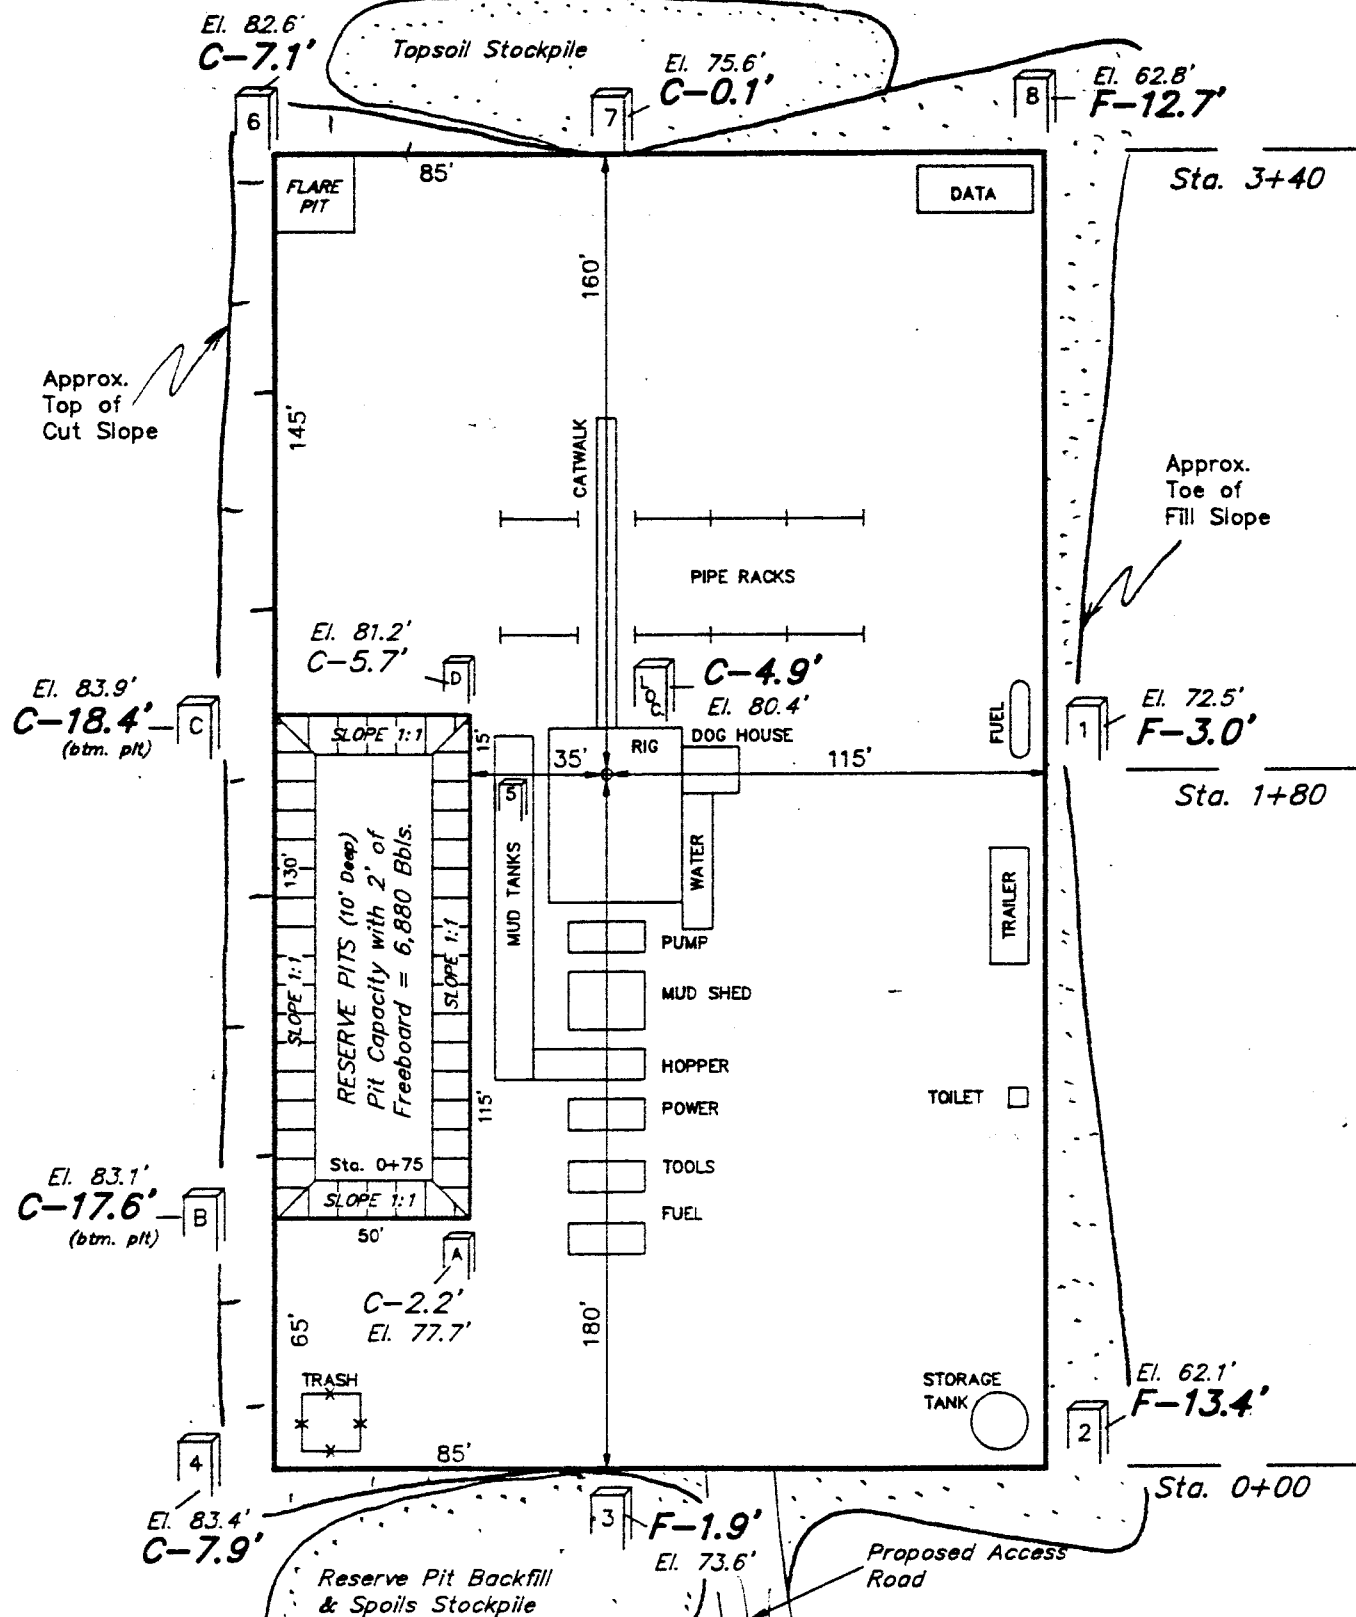 El. 82.6'
C-7.1'
6
Topsoil Stockpile
El. 75.6'
C-0.1'
7
8
El. 62.8'
F-12.7'
85'
FLARE
PIT
DATA
Sta. 3+40
160'
Approx.
Top of
Cut Slope
145'
CATWALK
Approx.
Toe of
Fill Slope
PIPE RACKS
El. 81.2'
C-5.7'
D
LOC.
C-4.9'
El. 80.4'
El. 83.9'
C-18.4'
(btm. pit)
C
SLOPE 1:1
15'
RIG
DOG HOUSE
FUEL
1
El. 72.5'
F-3.0'
35'
115'
Sta. 1+80
5
MUD TANKS
WATER
130'
RESERVE PITS (10' Deep)
Pit Capacity with 2' of
Freeboard = 6,880 Bbls.
SLOPE 1:1
SLOPE 1:1
TRAILER
PUMP
MUD SHED
HOPPER
POWER
115'
TOILET
TOOLS
Sta. 0+75
SLOPE 1:1
FUEL
El. 83.1'
C-17.6'
(btm. pit)
B
50'
A
C-2.2'
El. 77.7'
65'
180'
TRASH
STORAGE
TANK
El. 62.1'
F-13.4'
2
85'
4
Sta. 0+00
El. 83.4'
C-7.9'
3
F-1.9'
El. 73.6'
Proposed Access
Road
Reserve Pit Backfill
& Spoils Stockpile